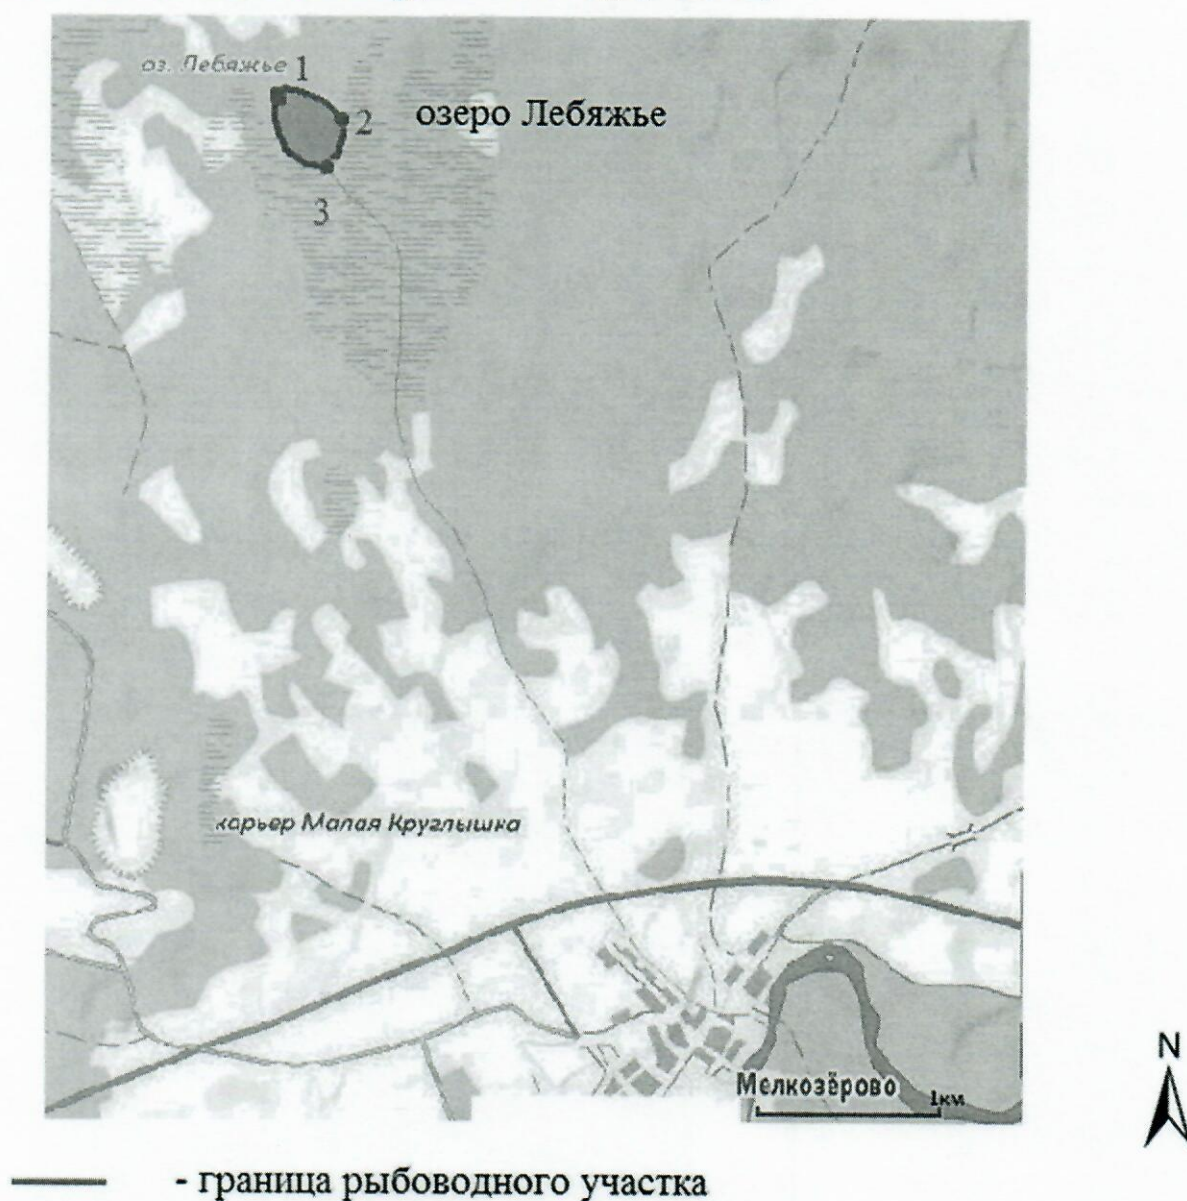 оз. Лебяжье
1
2
озеро Лебяжье
3
карьер Малая Круглышка
Мелкозёрово
1км
N
- граница рыбоводного участка